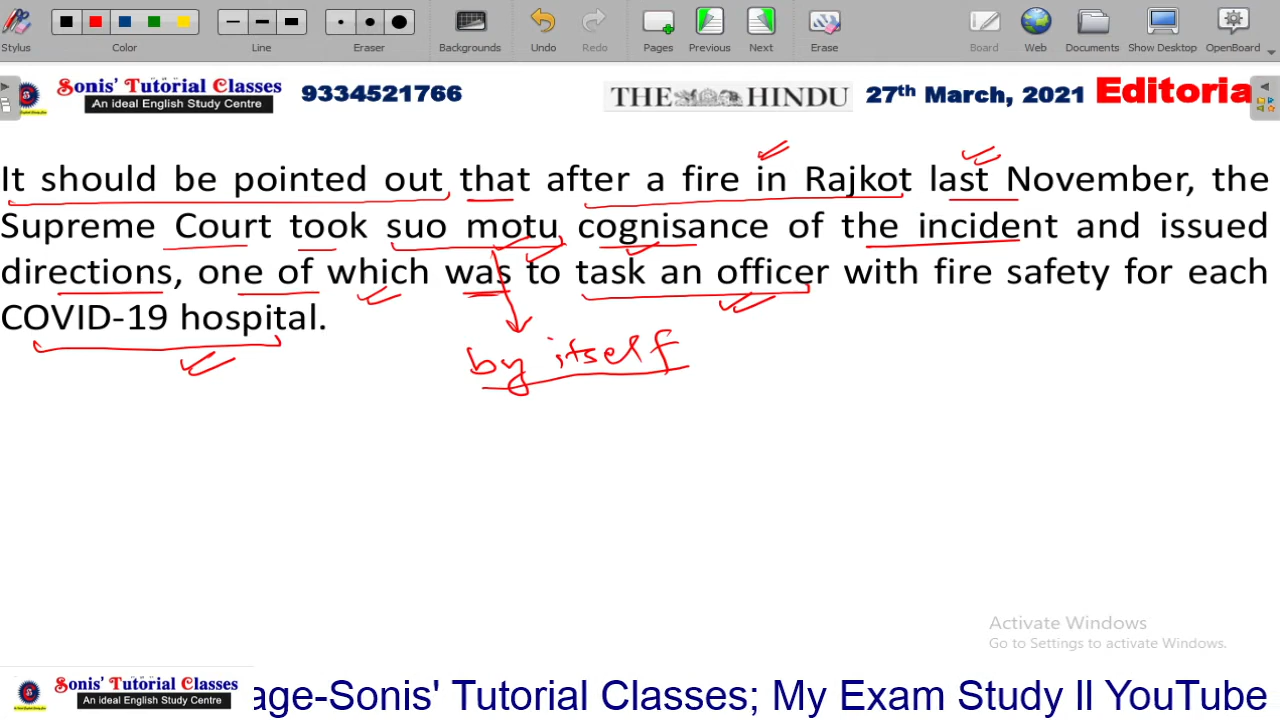 Stylus Color Line Eraser Backgrounds Undo Redo Pages Previous Next Erase Board Web Documents Show Desktop OpenBoard
Sonis' Tutorial Classes
An ideal English Study Centre
9334521766
THE HINDU
27th March, 2021
Editoria
It should be pointed out that after a fire in Rajkot last November, the
Supreme Court took suo motu cognisance of the incident and issued
directions, one of which was to task an officer with fire safety for each
COVID-19 hospital.
by itself
Activate Windows
Go to Settings to activate Windows.
Sonis' Tutorial Classes
An ideal English Study Centre
age-Sonis' Tutorial Classes; My Exam Study ll YouTube